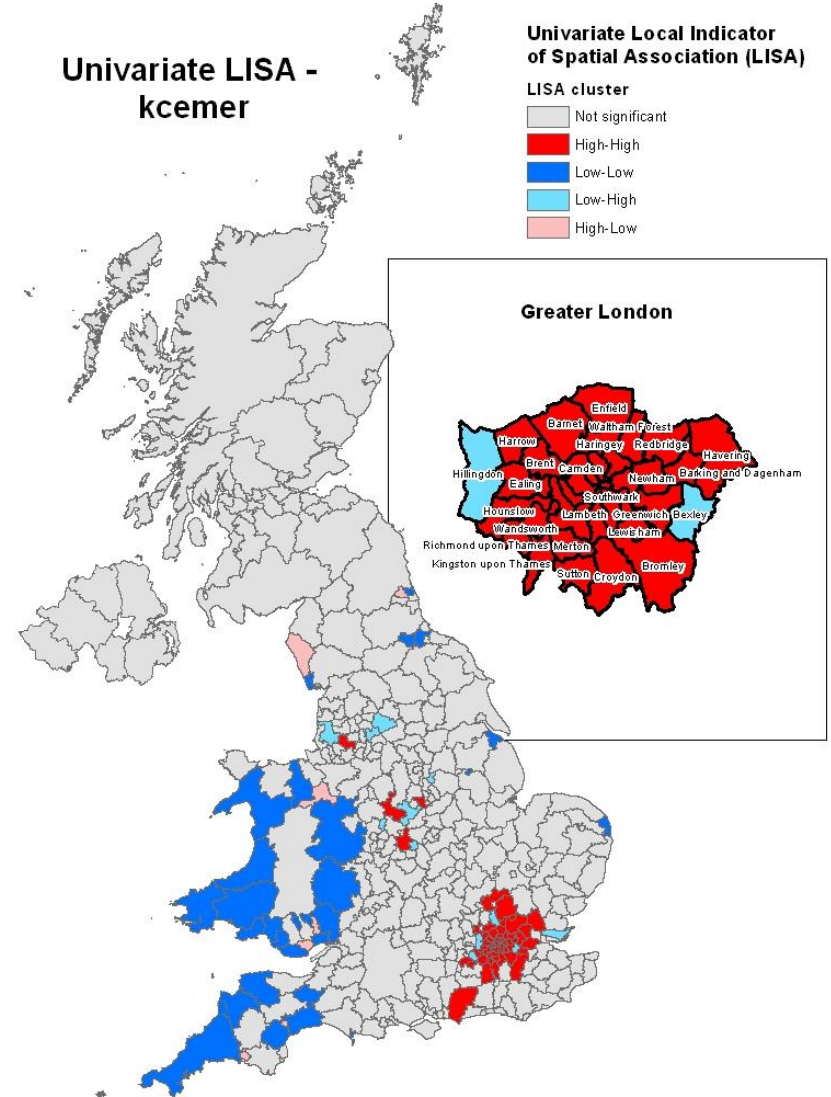 Univariate LISA -
kcemer
Univariate Local Indicator
of Spatial Association (LISA)
LISA cluster
Not significant
High-High
Low-Low
Low-High
High-Low
Greater London
Enfield
Barnet
Waltham Forest
Harrow
Haringey
Redbridge
Havering
Brent
Camden
Hillingdon
Newham
Barking and Dagenham
Ealing
Southwark
Hounslow
Lambeth
Greenwich
Bexley
Wandsworth
Lewisham
Richmond upon Thames
Merton
Kingston upon Thames
Bromley
Sutton
Croydon